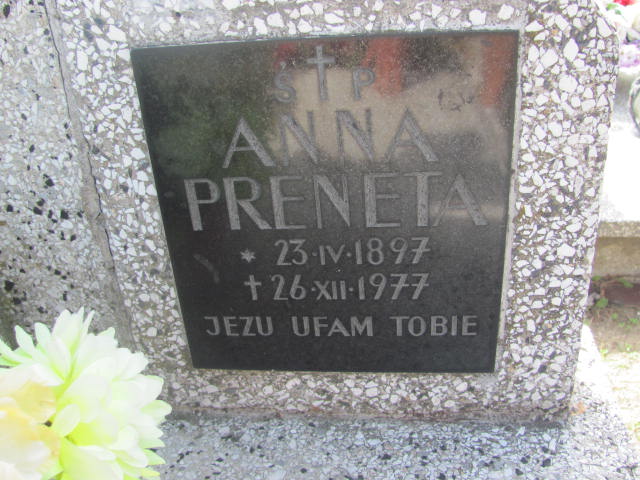 Ś P
ANNA
PRENETA
* 23·IV·1897
† 26·XII·1977
JEZU UFAM TOBIE